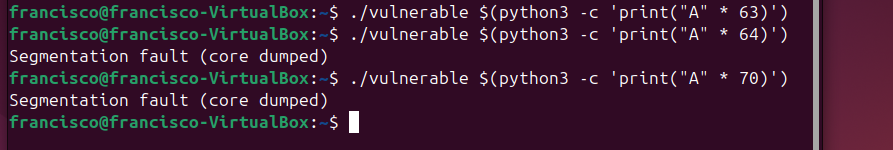 francisco@francisco-VirtualBox:~$ ./vulnerable $(python3 -c 'print("A" * 63)')
francisco@francisco-VirtualBox:~$ ./vulnerable $(python3 -c 'print("A" * 64)')
Segmentation fault (core dumped)
francisco@francisco-VirtualBox:~$ ./vulnerable $(python3 -c 'print("A" * 70)')
Segmentation fault (core dumped)
francisco@francisco-VirtualBox:~$